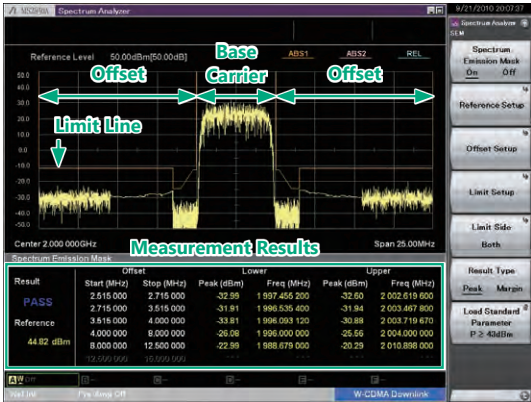 Spectrum Analyzer
9/21/2010 20:07:37
Spectrum Analyzer
SEM
Reference Level 50.00dBm[50.00dB]
ABS1 ABS2 REL
Base
Carrier
Offset
Offset
Limit Line
50.0
40.0
30.0
20.0
10.0
0.0
-10.0
-20.0
-30.0
-40.0
-50.0
Center 2.000 000GHz
Span 25.00MHz
Measurement Results
Spectrum Emission Mask
Offset Lower Upper
Result Start (MHz) Stop (MHz) Peak (dBm) Freq (MHz) Peak (dBm) Freq (MHz)
PASS
Reference
44.82 dBm
2.515 000 2.715 000 -32.99 1 997.455 200 -32.60 2 002.619 600
2.715 000 3.515 000 -31.91 1 996.535 400 -31.94 2 003.467 800
3.515 000 4.000 000 -33.81 1 996.093 120 -30.88 2 003.719 670
4.000 000 8.000 000 -26.08 1 996.000 000 -25.56 2 004.000 000
8.000 000 12.500 000 -22.99 1 988.679 000 -20.29 2 010.898 000
12.500 000 15.000 000
Off
Pre-Amp Off
W-CDMA Downlink
Spectrum
Emission Mask
On Off
Reference Setup
Offset Setup
Limit Setup
Limit Side
Both
Result Type
Peak Margin
Load Standard
Parameter
P ≥ 43dBm